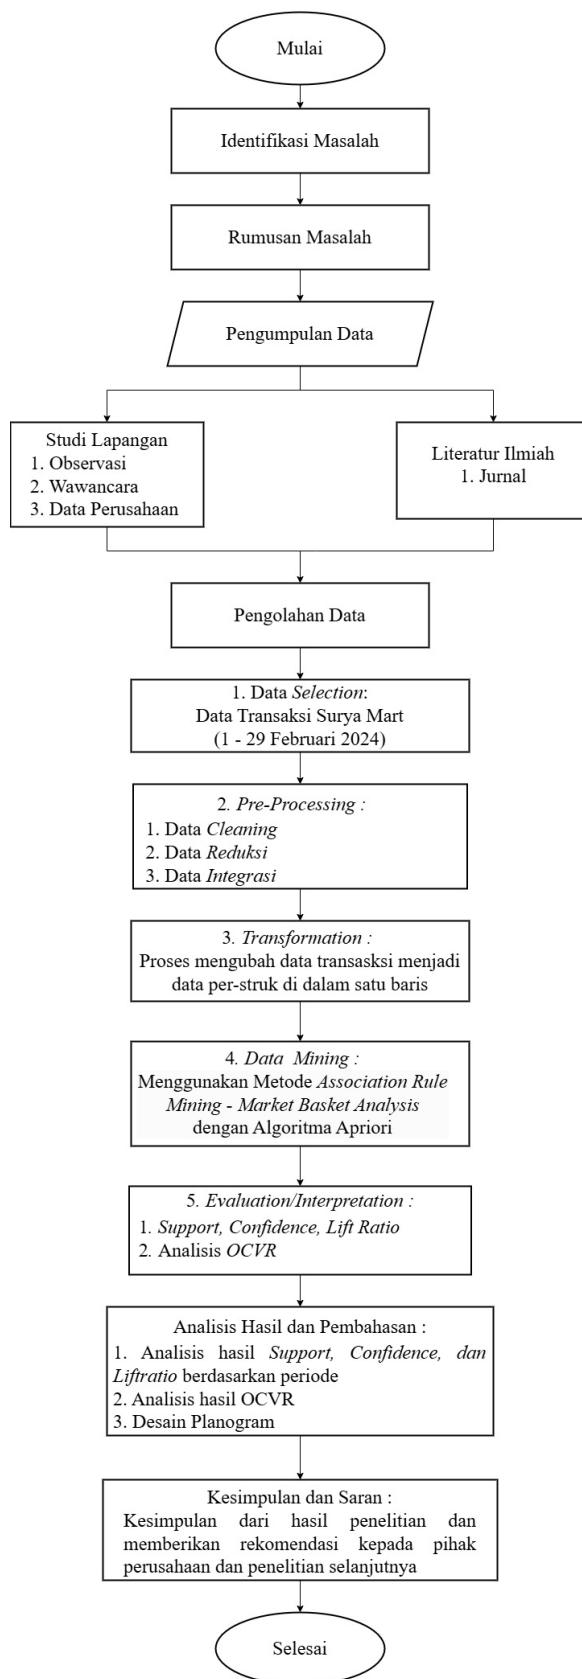 Mulai
Identifikasi Masalah
Rumusan Masalah
Pengumpulan Data
Studi Lapangan
1. Observasi
2. Wawancara
3. Data Perusahaan
Literatur Ilmiah
1. Jurnal
Pengolahan Data
1. Data Selection:
Data Transaksi Surya Mart
(1 - 29 Februari 2024)
2. Pre-Processing :
1. Data Cleaning
2. Data Reduksi
3. Data Integrasi
3. Transformation :
Proses mengubah data transasksi menjadi
data per-struk di dalam satu baris
4. Data Mining :
Menggunakan Metode Association Rule
Mining - Market Basket Analysis
dengan Algoritma Apriori
5. Evaluation/Interpretation :
1. Support, Confidence, Lift Ratio
2. Analisis OCVR
Analisis Hasil dan Pembahasan :
1. Analisis hasil Support, Confidence, dan
Liftratio berdasarkan periode
2. Analisis hasil OCVR
3. Desain Planogram
Kesimpulan dan Saran :
Kesimpulan dari hasil penelitian dan
memberikan rekomendasi kepada pihak
perusahaan dan penelitian selanjutnya
Selesai